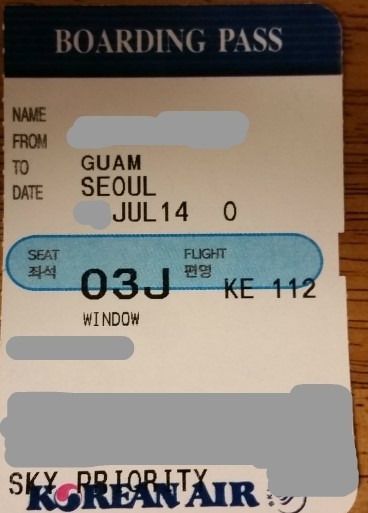 BOARDING PASS
NAME
FROM
TO GUAM
DATE SEOUL
JUL14 0
SEAT FLIGHT
좌석 03J 편명 KE 112
WINDOW
SKY PRIORITY
KOREAN AIR